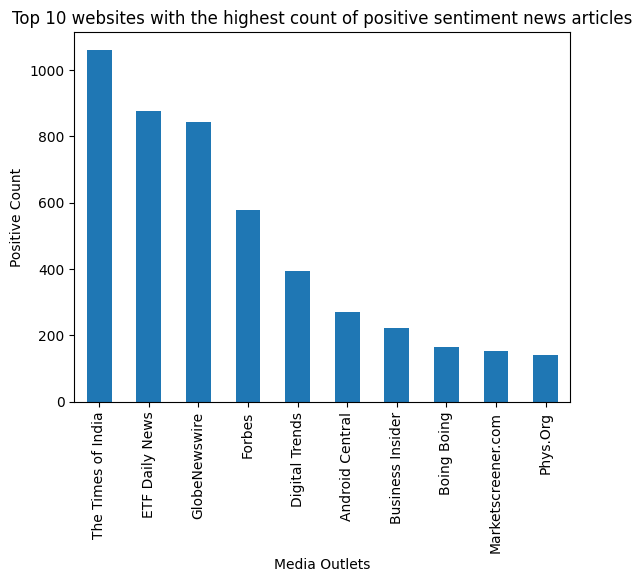 Top 10 websites with the highest count of positive sentiment news articles
Positive Count
1000
800
600
400
200
0
The Times of India
ETF Daily News
GlobeNewswire
Forbes
Digital Trends
Android Central
Business Insider
Boing Boing
Marketscreener.com
Phys.Org
Media Outlets